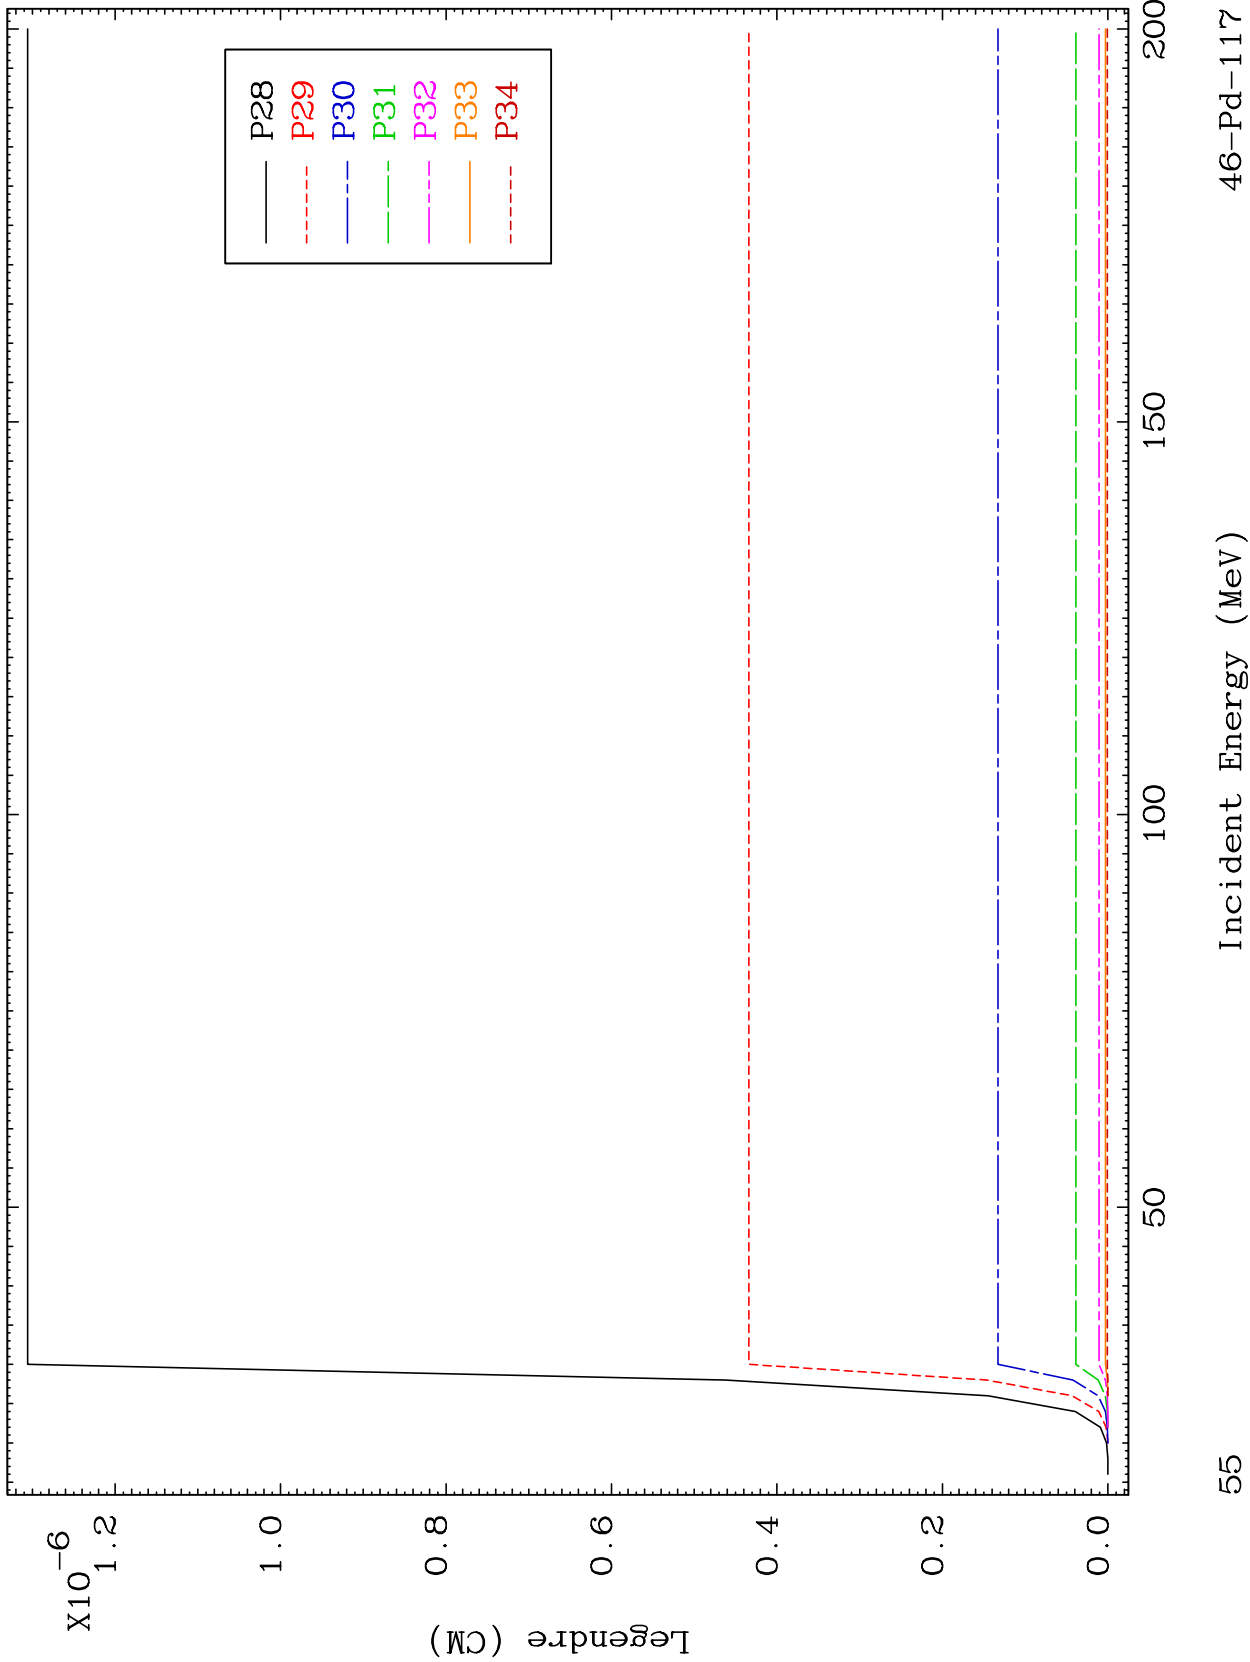 X10-6
1.2
1.0
0.8
0.6
0.4
0.2
0.0
Legendre (CM)
P28
P29
P30
P31
P32
P33
P34
50
100
150
200
55
Incident Energy (MeV)
46-Pd-117